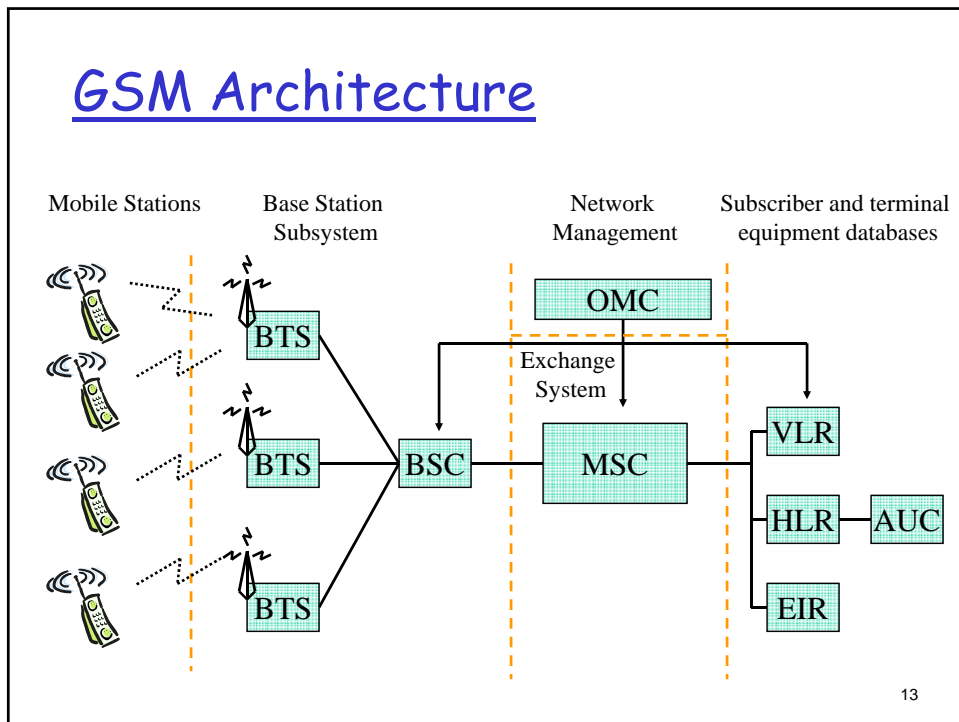 GSM Architecture
Mobile Stations
Base Station
Subsystem
Network
Management
Subscriber and terminal
equipment databases
OMC
BTS
Exchange
System
VLR
BTS
BSC
MSC
HLR
AUC
BTS
EIR
13